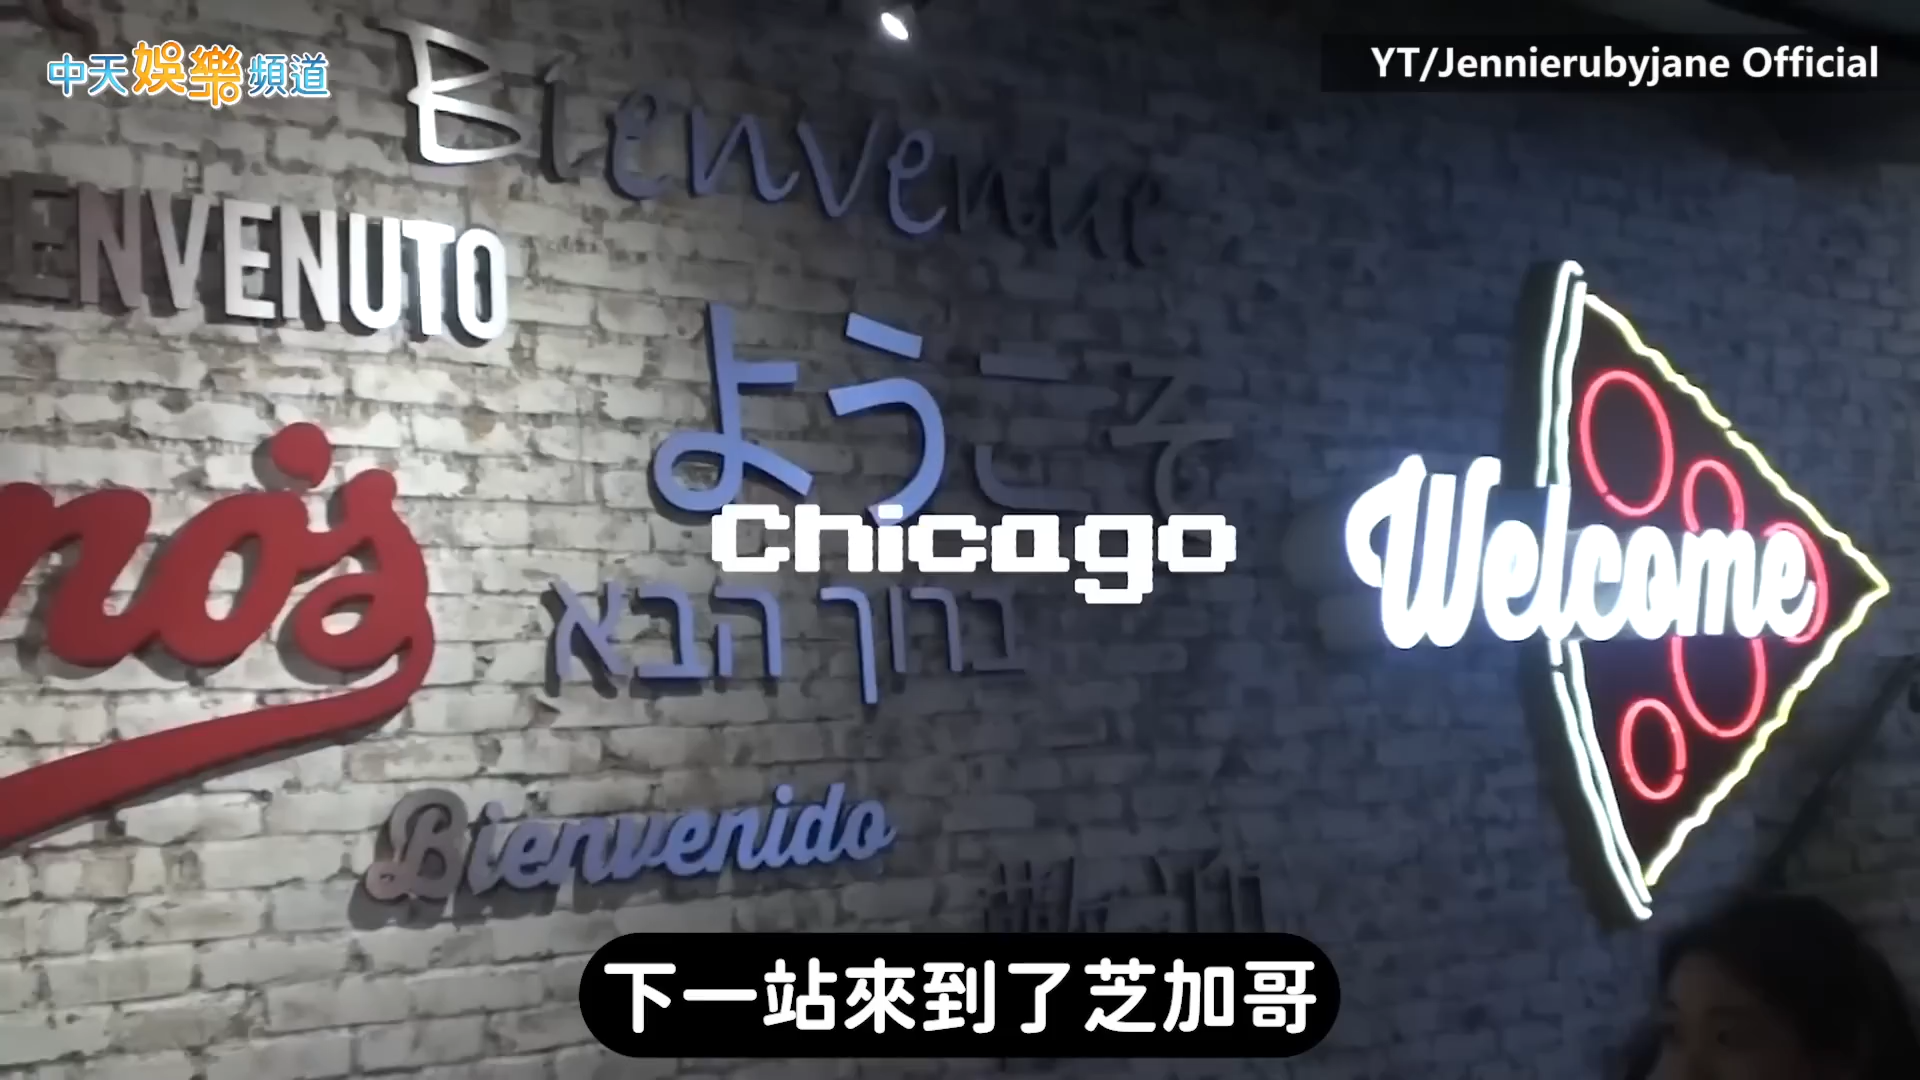 中天娛樂頻道
YT/Jennierubyjane Official
Bienvenue
ENVENUTO
ようこそ
no's
Chicago
Welcome
ברוך הבא
Bienvenido
下一站來到了芝加哥